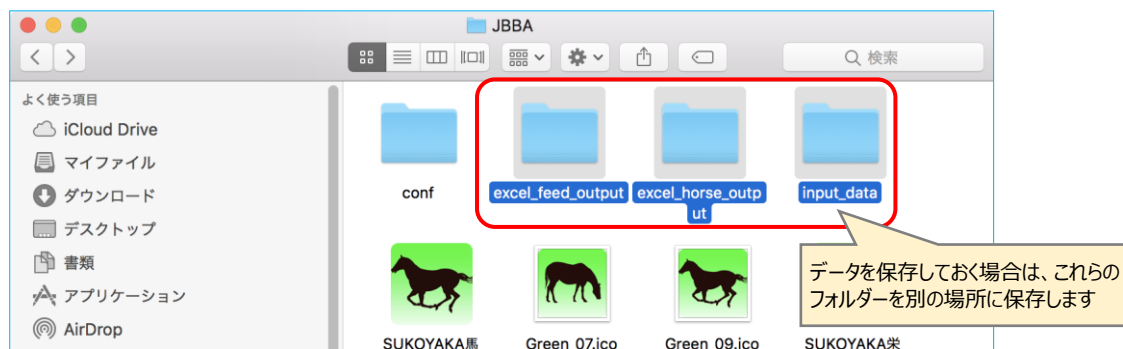 JBBA
検索
よく使う項目
iCloud Drive
マイファイル
ダウンロード
デスクトップ
書類
アプリケーション
AirDrop
conf
excel_feed_output
excel_horse_outp
ut
input_data
データを保存しておく場合は、これらの
フォルダーを別の場所に保存します
SUKOYAKA馬
Green_07.ico
Green_09.ico
SUKOYAKA栄